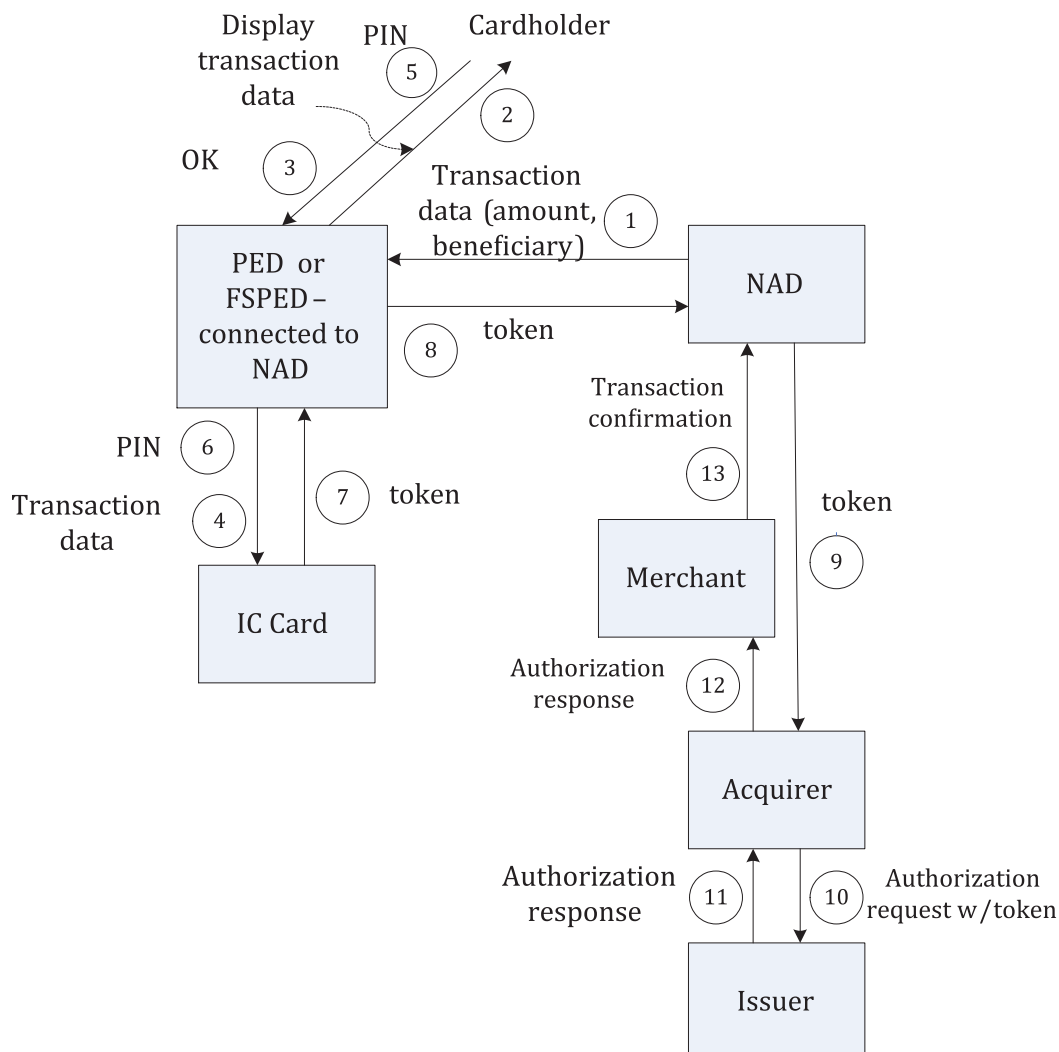 Display
transaction
data
PIN
5
Cardholder
2
OK
3
Transaction
data (amount,
beneficiary)
1
PED or
FSPED –
connected to
NAD
NAD
8
token
Transaction
confirmation
PIN
6
13
Transaction
data
4
7
token
token
9
IC Card
Merchant
Authorization
response
12
Acquirer
Authorization
response
11
10
Authorization
request w/token
Issuer